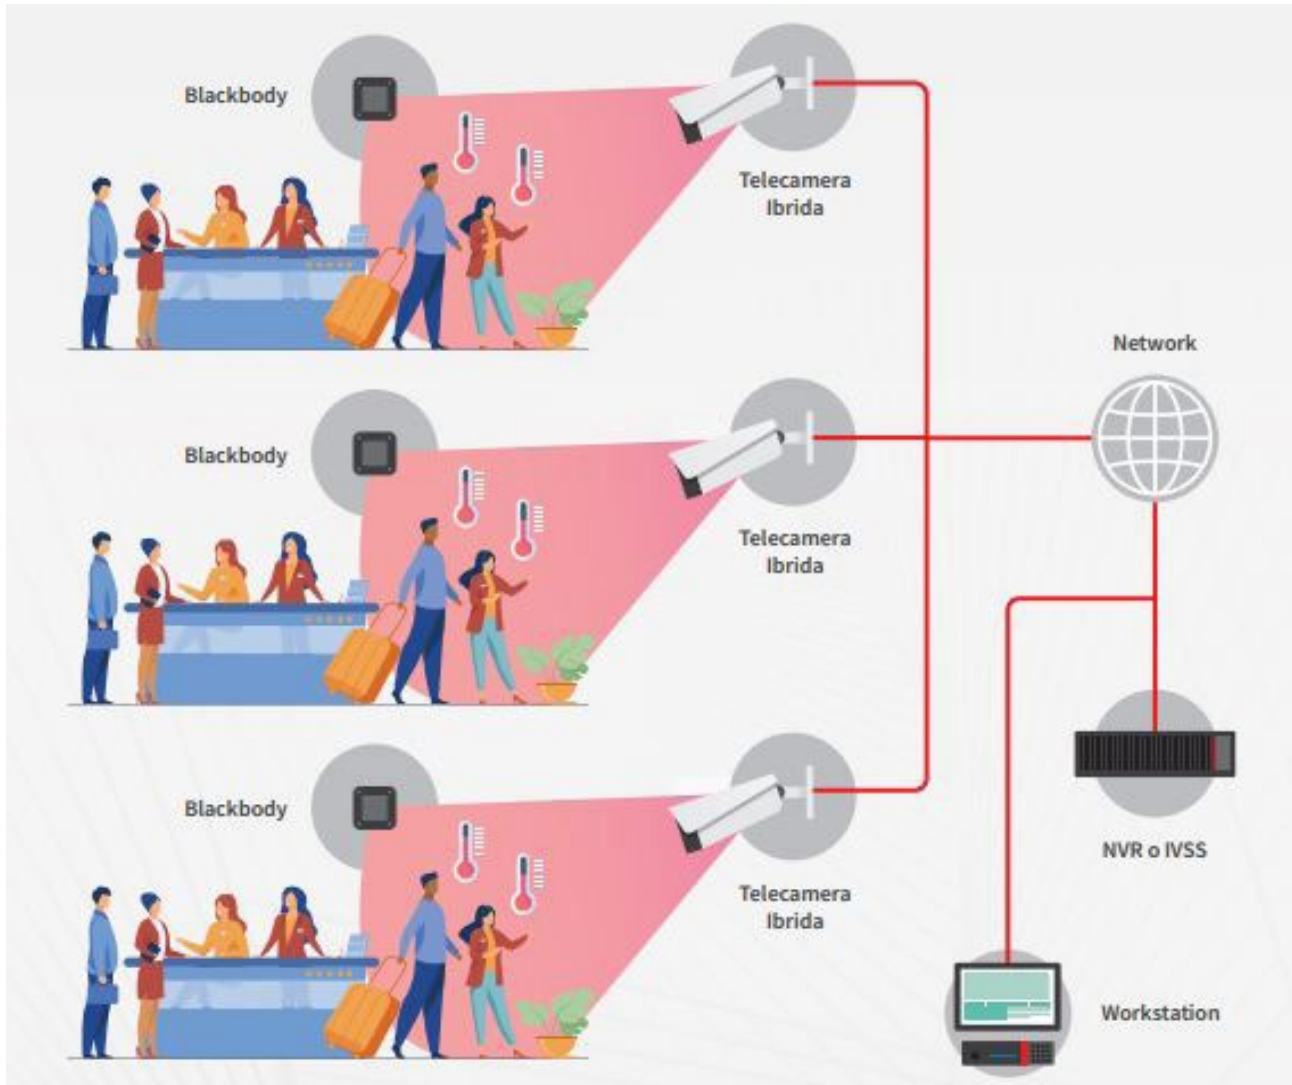 Blackbody
Telecamera
Ibrida
Blackbody
Telecamera
Ibrida
Blackbody
Telecamera
Ibrida
Network
NVR o IVSS
Workstation